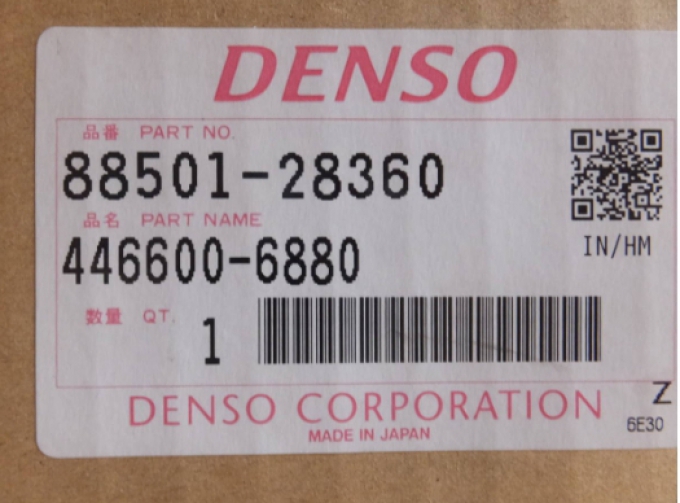 DENSO
品番 PART NO.
88501-28360
品名 PART NAME
446600-6880
IN/HM
数量 QT.
1
DENSO CORPORATION
MADE IN JAPAN
Z
6E30